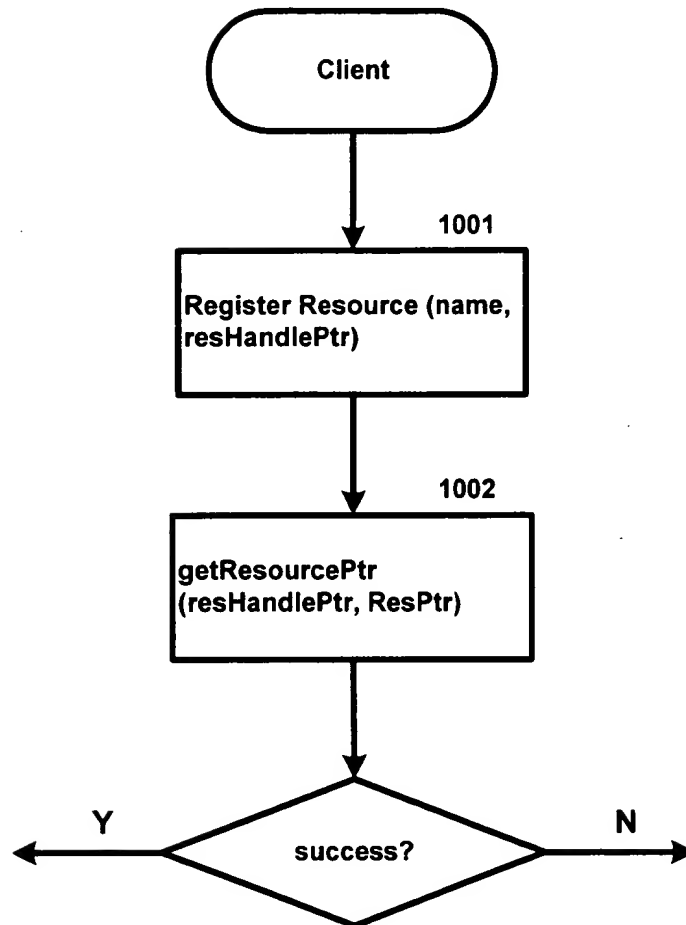 Client
1001
Register Resource (name,
resHandlePtr)
1002
getResourcePtr
(resHandlePtr, ResPtr)
Y
success?
N